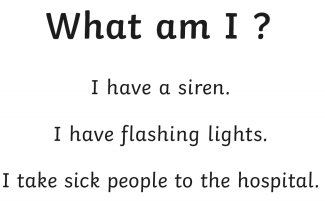 What am I ?
I have a siren.
I have flashing lights.
I take sick people to the hospital.